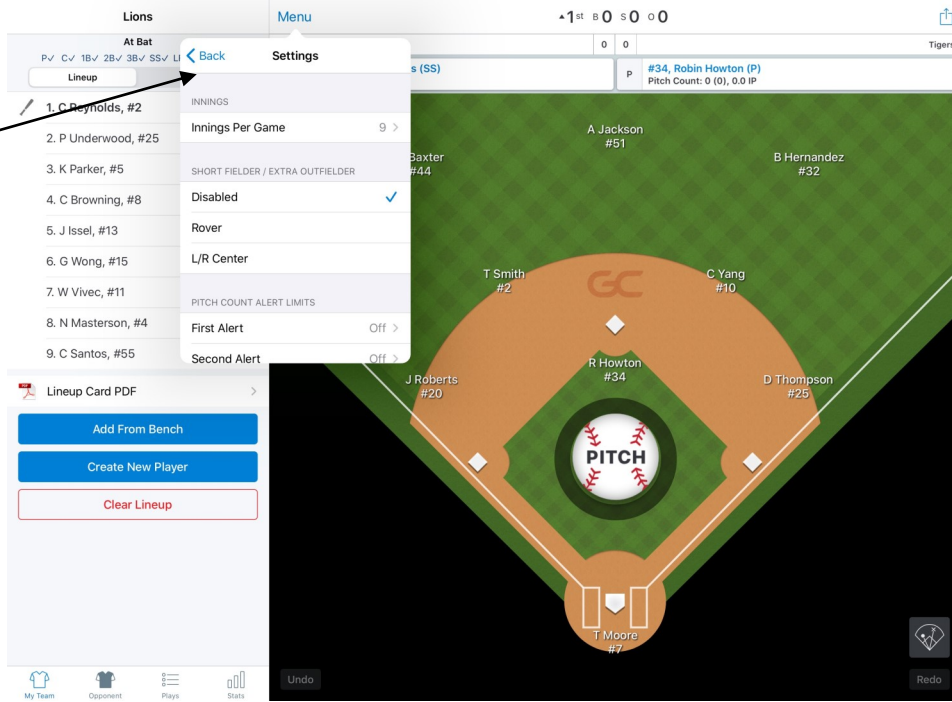 Lions
Menu
▲1st B 0 S 0 O 0
At Bat
P✓ C✓ 1B✓ 2B✓ 3B✓ SS✓
Back
Settings
0 0
Tigers
Lineup
s (SS)
P
#34, Robin Howton (P)
Pitch Count: 0 (0), 0.0 IP
1. C Reynolds, #2
2. P Underwood, #25
3. K Parker, #5
4. C Browning, #8
5. J Issel, #13
6. G Wong, #15
7. W Vivec, #11
8. N Masterson, #4
9. C Santos, #55
INNINGS
Innings Per Game 9 >
SHORT FIELDER / EXTRA OUTFIELDER
Disabled ✓
Rover
L/R Center
PITCH COUNT ALERT LIMITS
First Alert Off >
Second Alert Off >
PDF
Lineup Card PDF >
Add From Bench
Create New Player
Clear Lineup
A Jackson
#51
Baxter
#44
B Hernandez
#32
T Smith
#2
GC
C Yang
#10
R Howton
#34
J Roberts
#20
D Thompson
#25
PITCH
T Moore
#7
My Team
Opponent
Plays
Stats
Undo
Redo